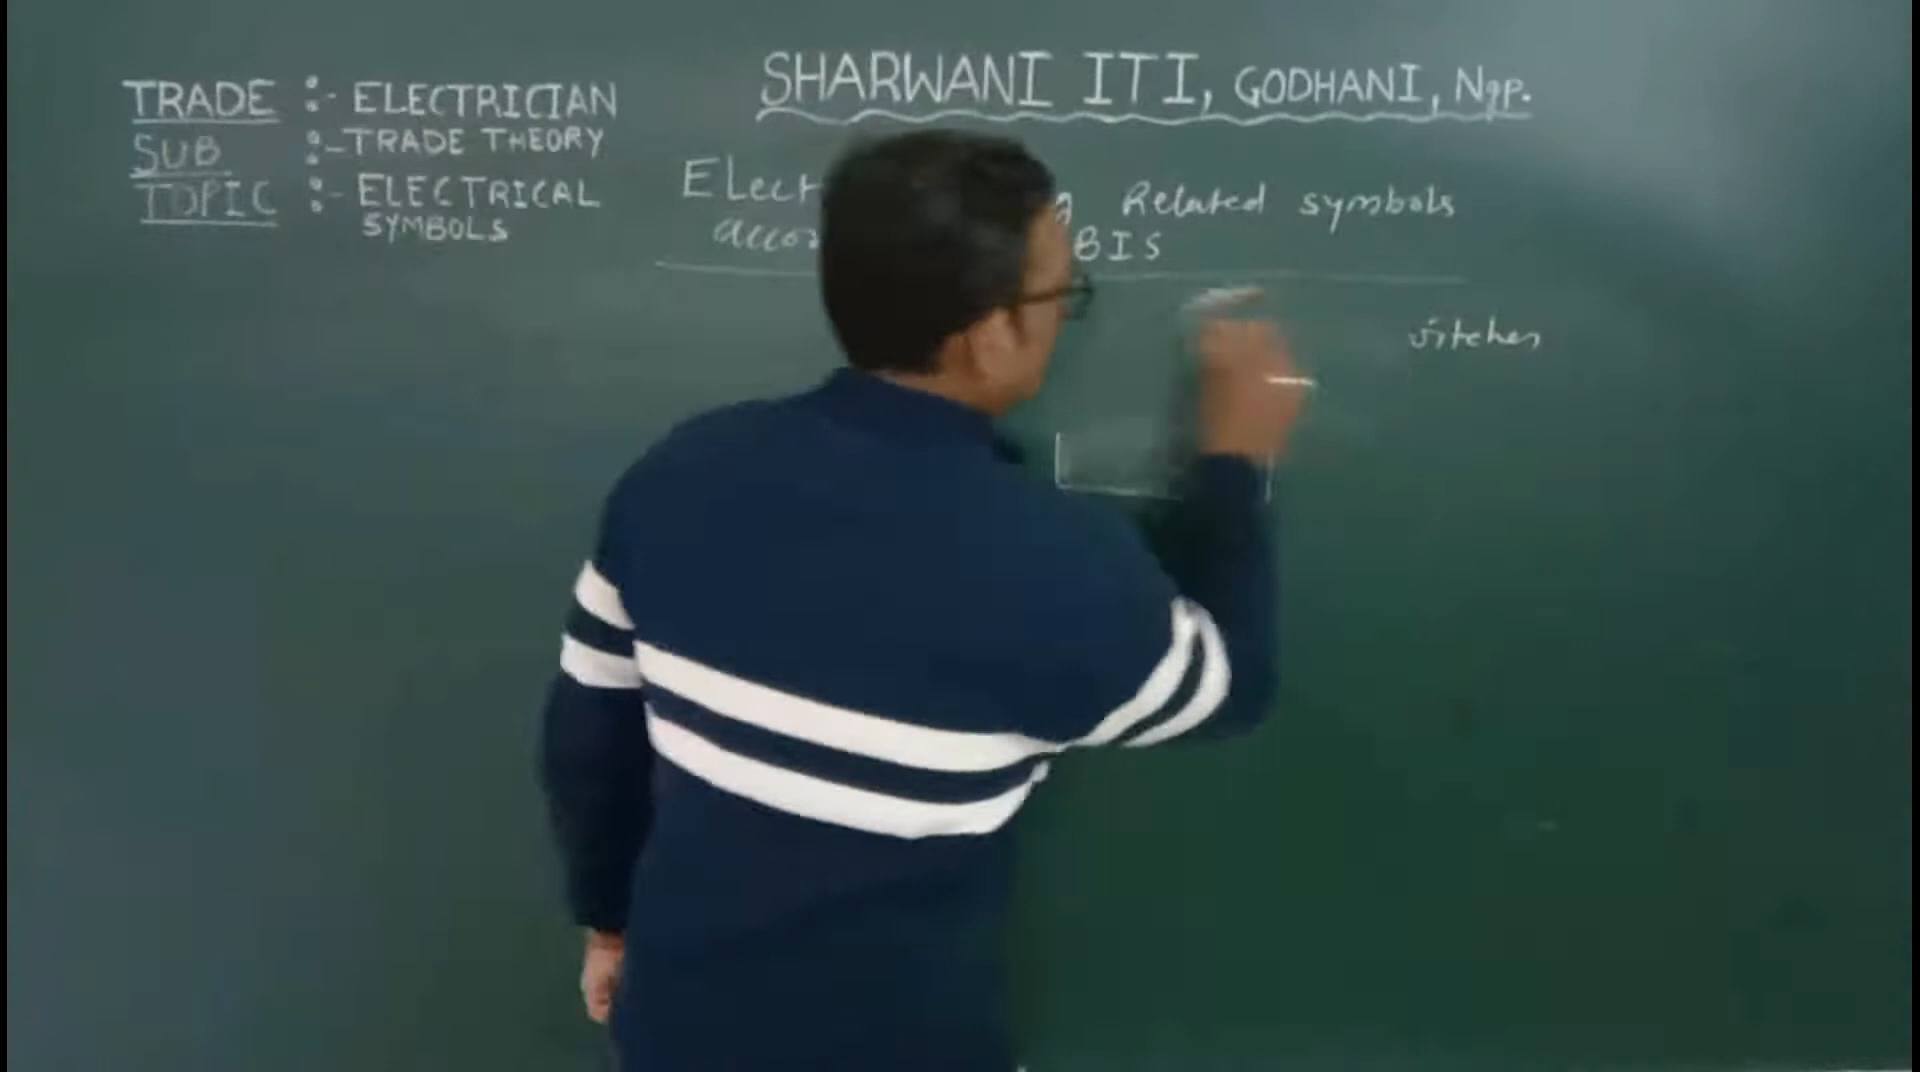 SHARWANI ITI, GODHANI, Ngp.
TRADE :- ELECTRICIAN
SUB :- TRADE THEORY
TOPIC :- ELECTRICAL
SYMBOLS
Related symbols
BIS